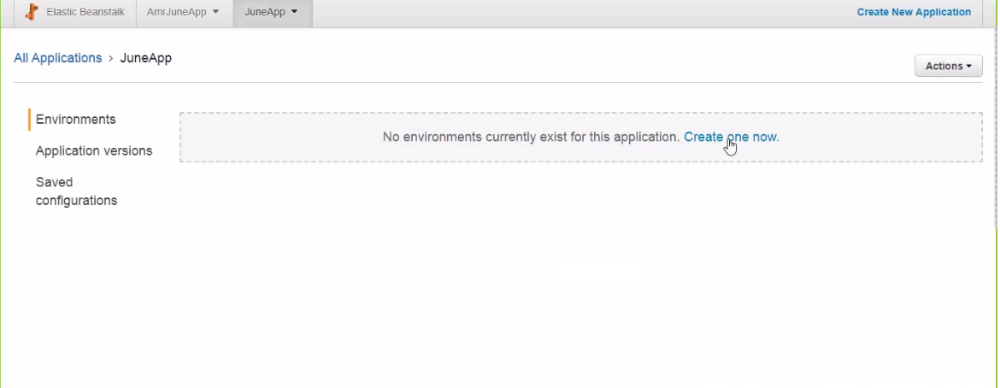 Elastic Beanstalk AmrJuneApp JuneApp Create New Application
All Applications › JuneApp
Actions
Environments
No environments currently exist for this application. Create one now.
Application versions
Saved
configurations